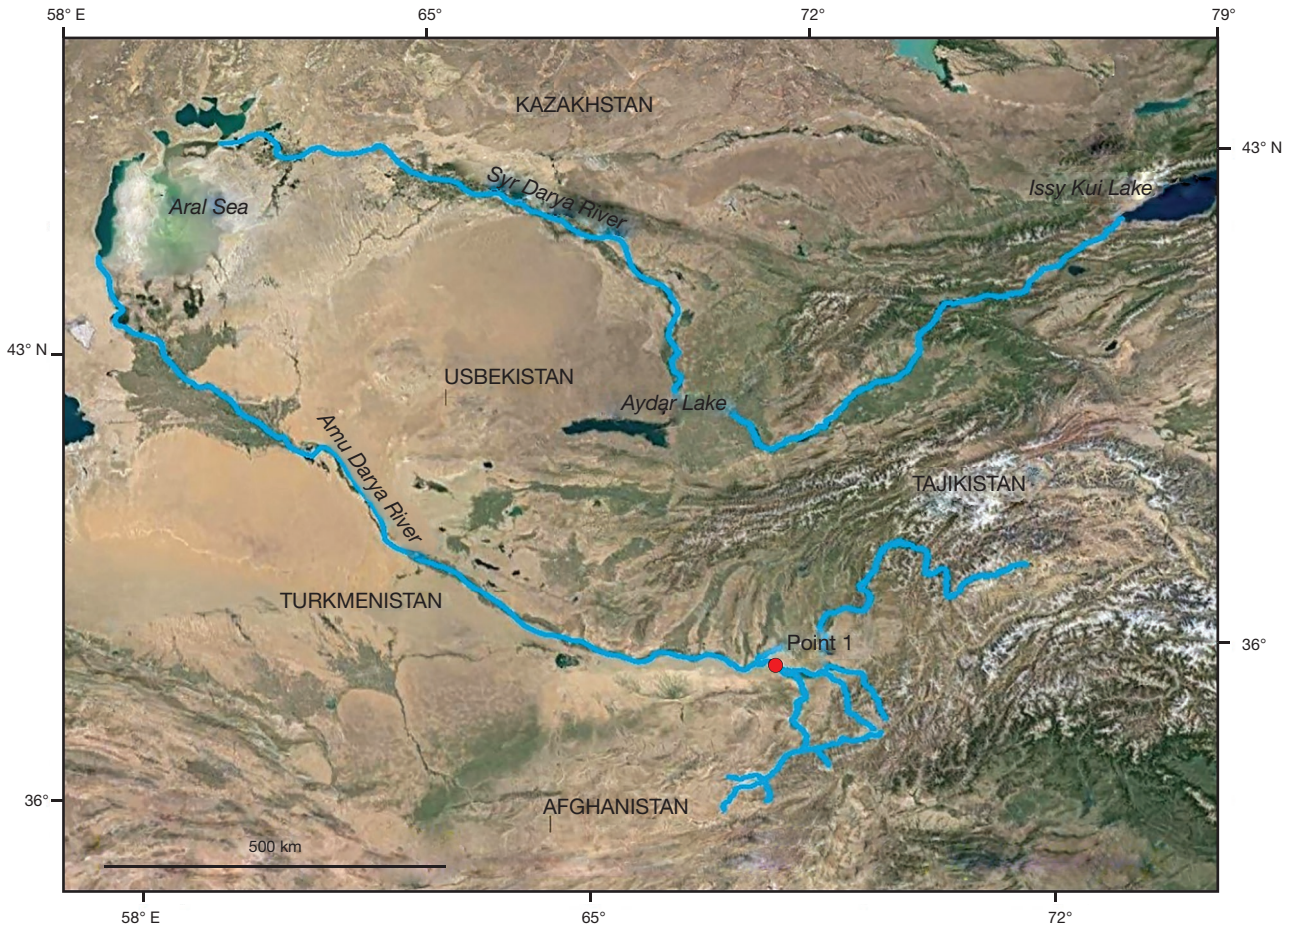 58° E 65° 72° 79°
KAZAKHSTAN
43° N
Syr Darya River
Issy Kui Lake
Aral Sea
43° N
USBEKISTAN
Aydar Lake
Amu Darya River
TAJIKISTAN
TURKMENISTAN
Point 1
36°
36°
AFGHANISTAN
500 km
58° E 65° 72°